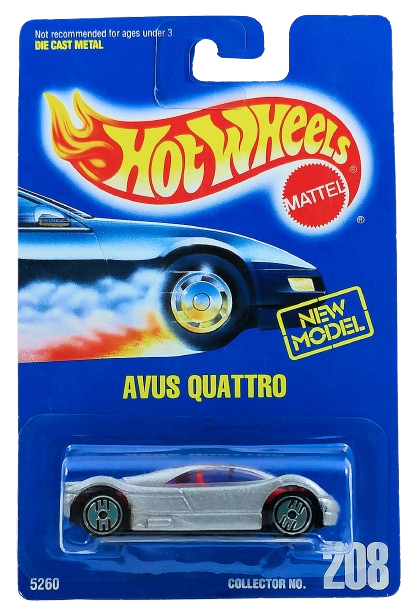 Not recommended for ages under 3
DIE CAST METAL
HOT WHEELS
®
MATTEL
®
NEW
MODEL
AVUS QUATTRO
5260
COLLECTOR NO. 208